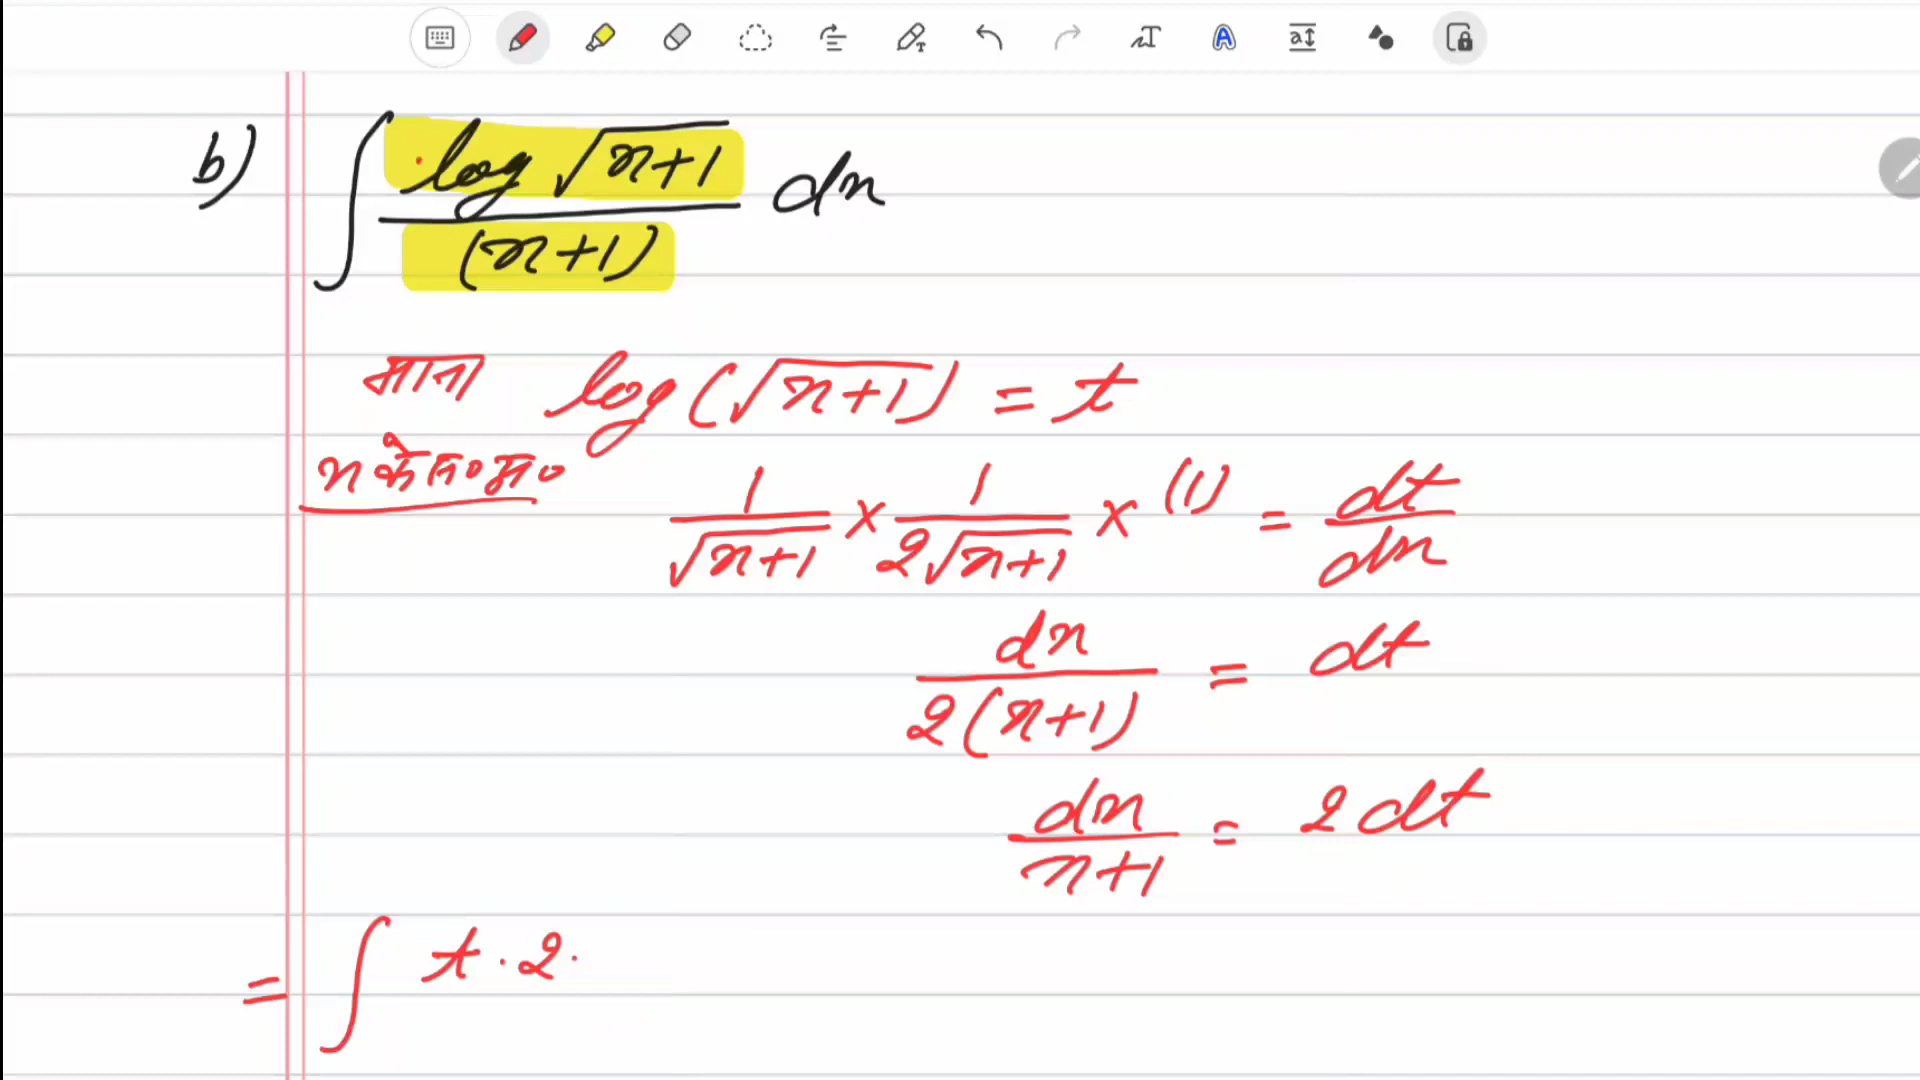 b) ∫ log √x+1 / (x+1) dx
माना log(√x+1) = t
x के सा० स०
1/√x+1 × 1/2√x+1 × (1) = dt/dx
dx/2(x+1) = dt
dx/x+1 = 2dt
= ∫ t·2·